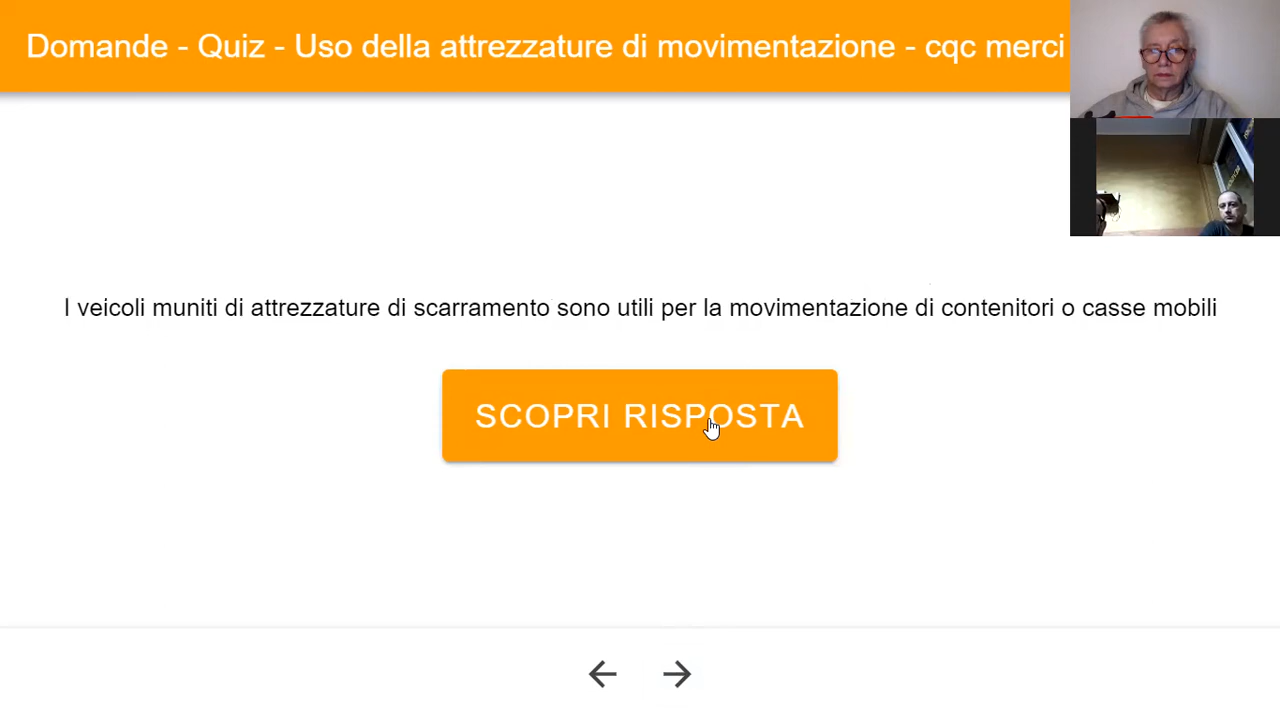 Domande - Quiz - Uso della attrezzature di movimentazione - cqc merci
I veicoli muniti di attrezzature di scarramento sono utili per la movimentazione di contenitori o casse mobili
SCOPRI RISPOSTA